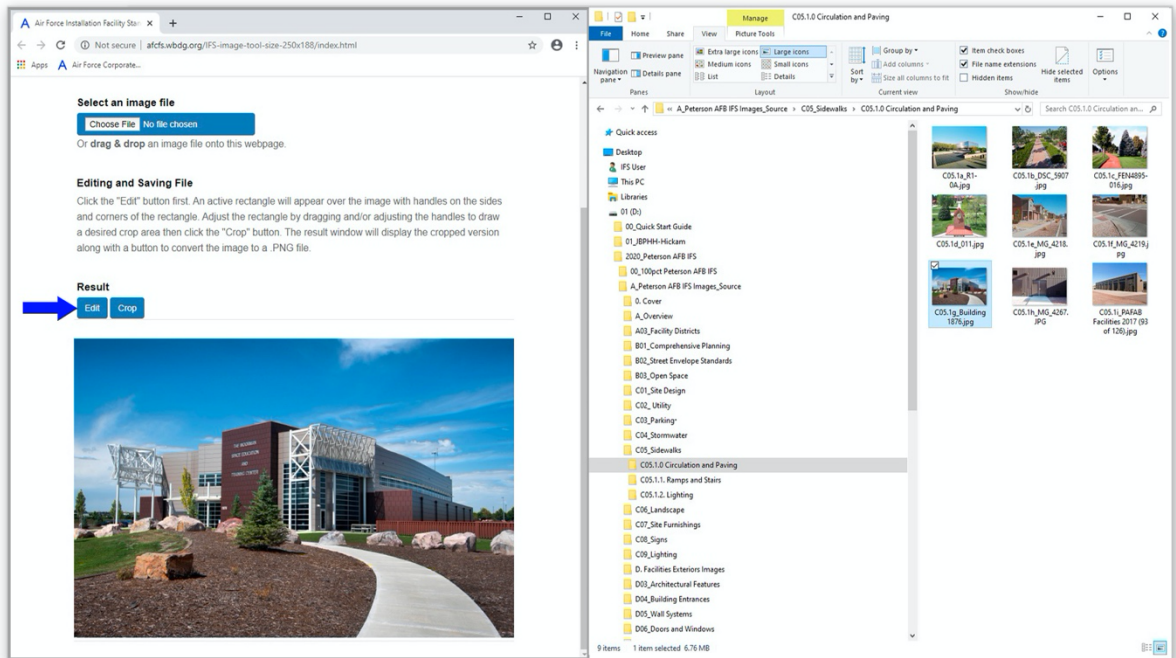 Air Force Installation Facility Stan
Not secure | afcfs.wbdg.org/IFS-image-tool-size-250x188/index.html
Apps
Air Force Corporate...
Select an image file
Choose File No file chosen
Or drag & drop an image file onto this webpage.
Editing and Saving File
Click the "Edit" button first. An active rectangle will appear over the image with handles on the sides
and corners of the rectangle. Adjust the rectangle by dragging and/or adjusting the handles to draw
a desired crop area then click the "Crop" button. The result window will display the cropped version
along with a button to convert the image to a .PNG file.
Result
Edit
Crop
THE MOORMAN
SPACE EDUCATION
AND
TRAINING CENTER
Manage
C05.1.0 Circulation and Paving
File
Home
Share
View
Picture Tools
Navigation
pane
Preview pane
Details pane
Panes
Extra large icons
Large icons
Medium icons
Small icons
List
Details
Layout
Sort
by
Group by
Add columns
Size all columns to fit
Current view
Item check boxes
File name extensions
Hidden items
Hide selected
items
Show/hide
Options
« A_Peterson AFB IFS Images_Source > C05_Sidewalks > C05.1.0 Circulation and Paving
Search C05.1.0 Circulation an...
Quick access
Desktop
IFS User
This PC
Libraries
01 (D:)
00_Quick Start Guide
01_JBPHH-Hickam
2020_Peterson AFB IFS
00_100pct Peterson AFB IFS
A_Peterson AFB IFS Images_Source
0. Cover
A_Overview
A03_Facility Districts
B01_Comprehensive Planning
B02_Street Envelope Standards
B03_Open Space
C01_Site Design
C02_ Utility
C03_Parking-
C04_Stormwater
C05_Sidewalks
C05.1.0 Circulation and Paving
C05.1.1. Ramps and Stairs
C05.1.2. Lighting
C06_Landscape
C07_Site Furnishings
C08_Signs
C09_Lighting
D. Facilities Exteriors Images
D03_Architectural Features
D04_Building Entrances
D05_Wall Systems
D06_Doors and Windows
C05.1a_R1-
0A.jpg
C05.1b_DSC_5907
.jpg
C05.1c_FEN4895-
016.jpg
C05.1d_011.jpg
C05.1e_MG_4218.
jpg
C05.1f_MG_4219.j
pg
C05.1g_Building
1876.jpg
C05.1h_MG_4267.
JPG
C05.1i_PAFAB
Facilities 2017 (93
of 126).jpg
9 items
1 item selected 6.76 MB